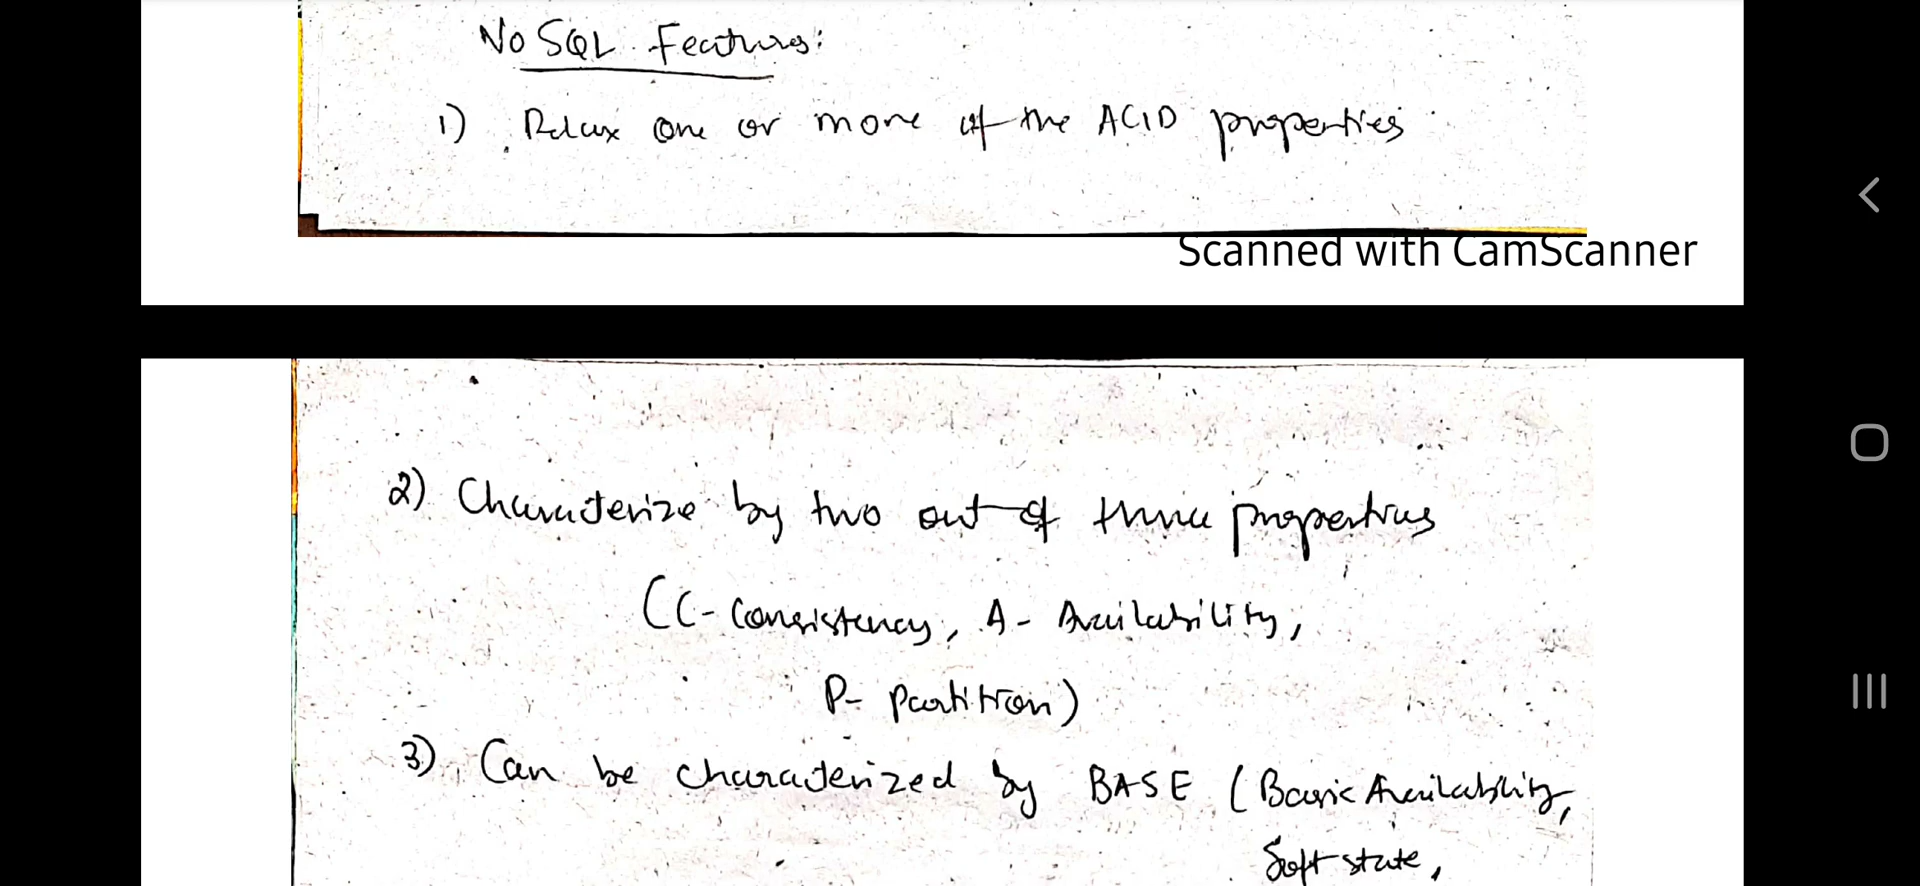 No SQL Features:
1) Relax one or more of the ACID properties
Scanned with CamScanner
2) Characterize by two out of three properties
(C- Consistency, A- Availability,
P- Partition)
3) Can be characterized by BASE (Basic Availability,
Soft state,